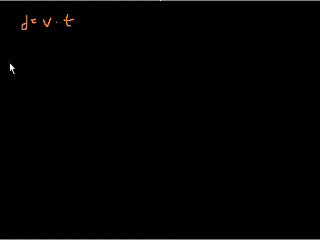 d = v · t